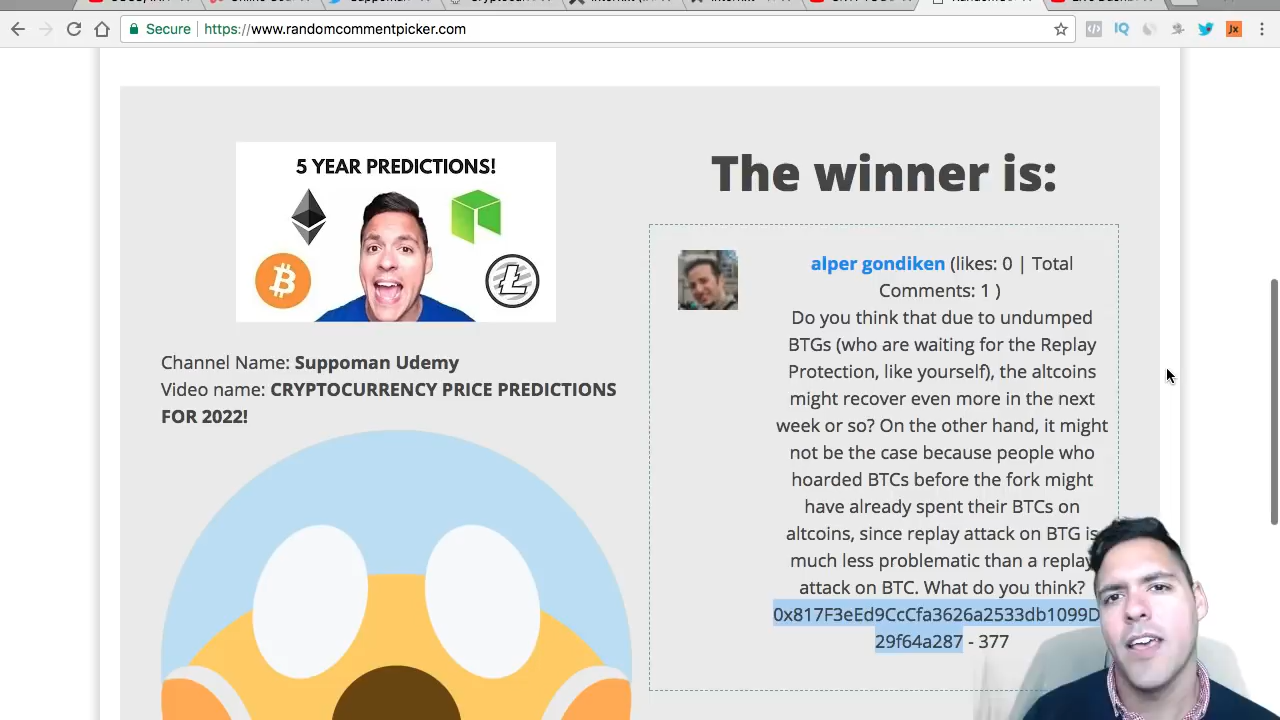 Secure
https://www.randomcommentpicker.com
5 YEAR PREDICTIONS!
Channel Name: Suppoman Udemy
Video name: CRYPTOCURRENCY PRICE PREDICTIONS
FOR 2022!
The winner is:
alper gondiken (likes: 0 | Total
Comments: 1 )
Do you think that due to undumped
BTGs (who are waiting for the Replay
Protection, like yourself), the altcoins
might recover even more in the next
week or so? On the other hand, it might
not be the case because people who
hoarded BTCs before the fork might
have already spent their BTCs on
altcoins, since replay attack on BTG is
much less problematic than a replay
attack on BTC. What do you think?
0x817F3eEd9CcCfa3626a2533db1099D
29f64a287 - 377